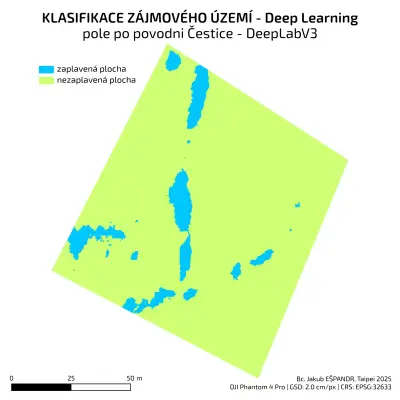 KLASIFIKACE ZÁJMOVÉHO ÚZEMÍ - Deep Learning
pole po povodni Čestice - DeepLabV3
zaplavená plocha
nezaplavená plocha
0 25 50 m
Bc. Jakub EŠPANDR, Taipei 2025
DJI Phantom 4 Pro | GSD: 2.0 cm/px | CRS: EPSG:32633